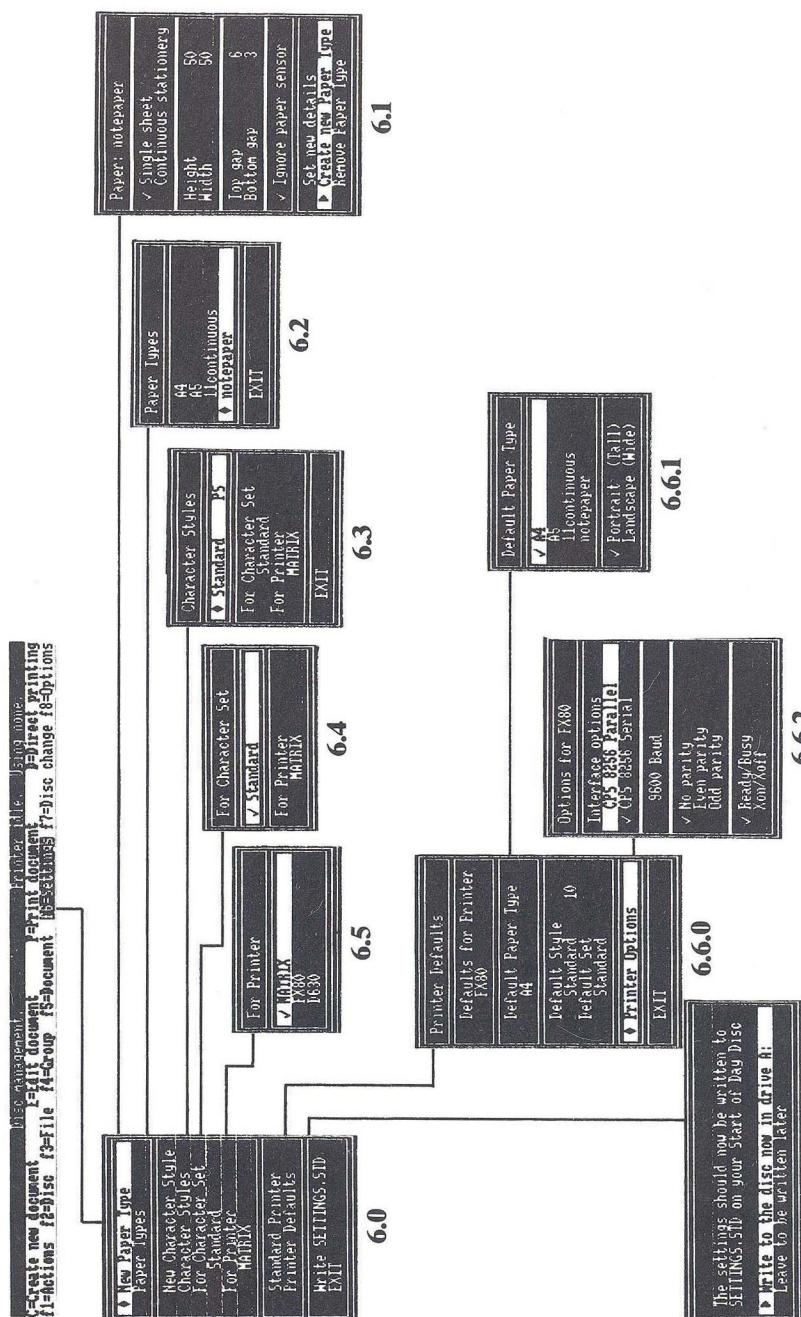 Disc management. Printer idle. Using none.
C=Create new document E=Edit document P=Print document D=Direct printing
f1=Actions f2=Disc f3=File f4=Group f5=Document f6=Settings f7=Disc change f8=Options
♦ New Paper Type
Paper Types
New Character Style
Character Styles
For Character Set
Standard
For Printer
MATRIX
Standard Printer
Printer Defaults
Write SETTINGS.STD
EXIT
6.0
Paper: notepaper
✓ Single sheet
Continuous stationery
Height 50
Width 50
Top gap 6
Bottom gap 3
✓ Ignore paper sensor
Set new details
▶ Create new Paper Type
Remove Paper Type
6.1
Paper Types
A4
A5
11continuous
♦ notepaper
EXIT
6.2
Character Styles
♦ Standard PS
For Character Set
Standard
For Printer
MATRIX
EXIT
6.3
For Character Set
✓ Standard
For Printer
MATRIX
6.4
For Printer
✓ MATRIX
FX80
D630
6.5
Printer Defaults
Defaults for Printer
FX80
Default Paper Type
A4
Default Style
Standard 10
Default Set
Standard
♦ Printer Options
EXIT
6.6.0
Default Paper Type
✓ A4
A5
11continuous
notepaper
✓ Portrait (Tall)
Landscape (Wide)
6.6.1
Options for FX80
Interface options
CPS 8256 Parallel
✓ CPS 8256 Serial
9600 Baud
✓ No parity
Even parity
Odd parity
✓ Ready/Busy
Xon/Xoff
6.6.2
The settings should now be written to
SETTINGS.STD on your Start of Day Disc
▶ Write to the disc now in drive A:
Leave to be written later